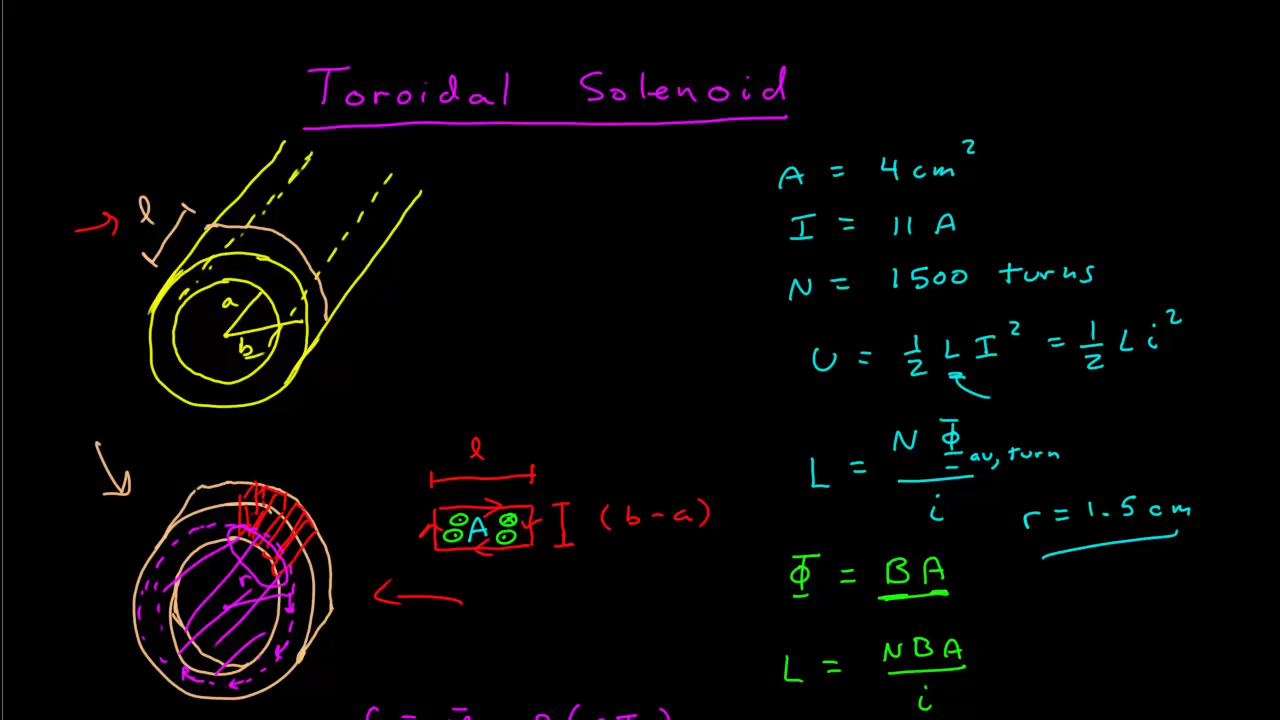 Toroidal Solenoid
A = 4 cm²
I = 11 A
N = 1500 turns
U = 1/2 L I² = 1/2 L i²
L = N Φ av, turn / i
r = 1.5 cm
Φ = BA
L = NBA / i
l
a
b
l
A
(b-a)
r